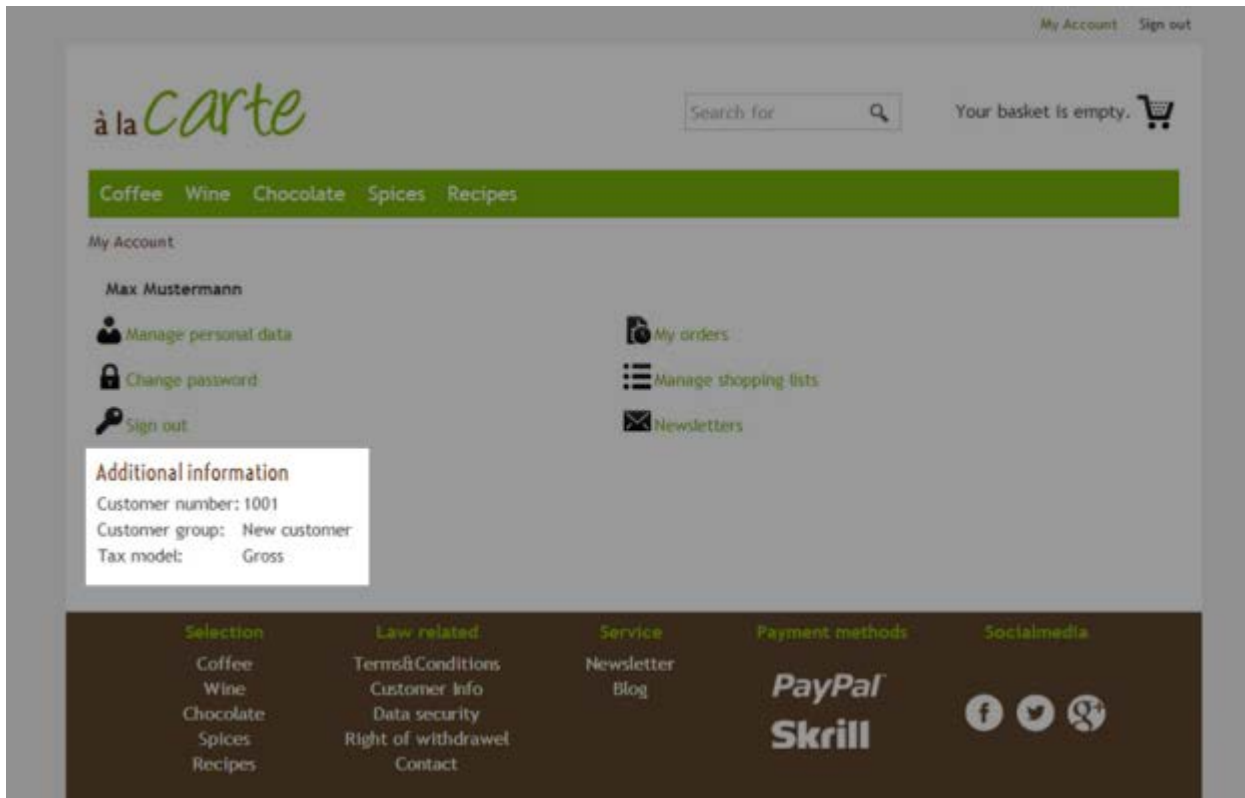 My Account Sign out
à la carte
Search for
Your basket is empty.
Coffee Wine Chocolate Spices Recipes
My Account
Max Mustermann
Manage personal data
My orders
Change password
Manage shopping lists
Sign out
Newsletters
Additional information
Customer number: 1001
Customer group: New customer
Tax model: Gross
Selection Law related Service Payment methods Socialmedia
Coffee Terms&Conditions Newsletter
Wine Customer Info Blog PayPal
Chocolate Data security
Spices Right of withdrawel Skrill
Recipes Contact